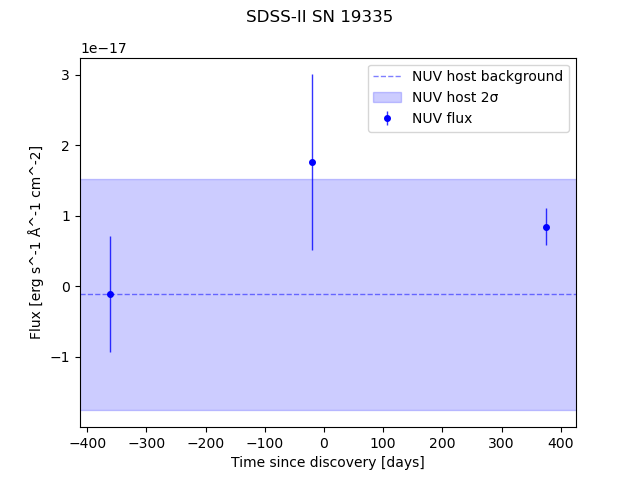 SDSS-II SN 19335
1e−17
NUV host background
NUV host 2σ
NUV flux
3
2
1
0
−1
Flux [erg s^-1 Å^-1 cm^-2]
−400 −300 −200 −100 0 100 200 300 400
Time since discovery [days]